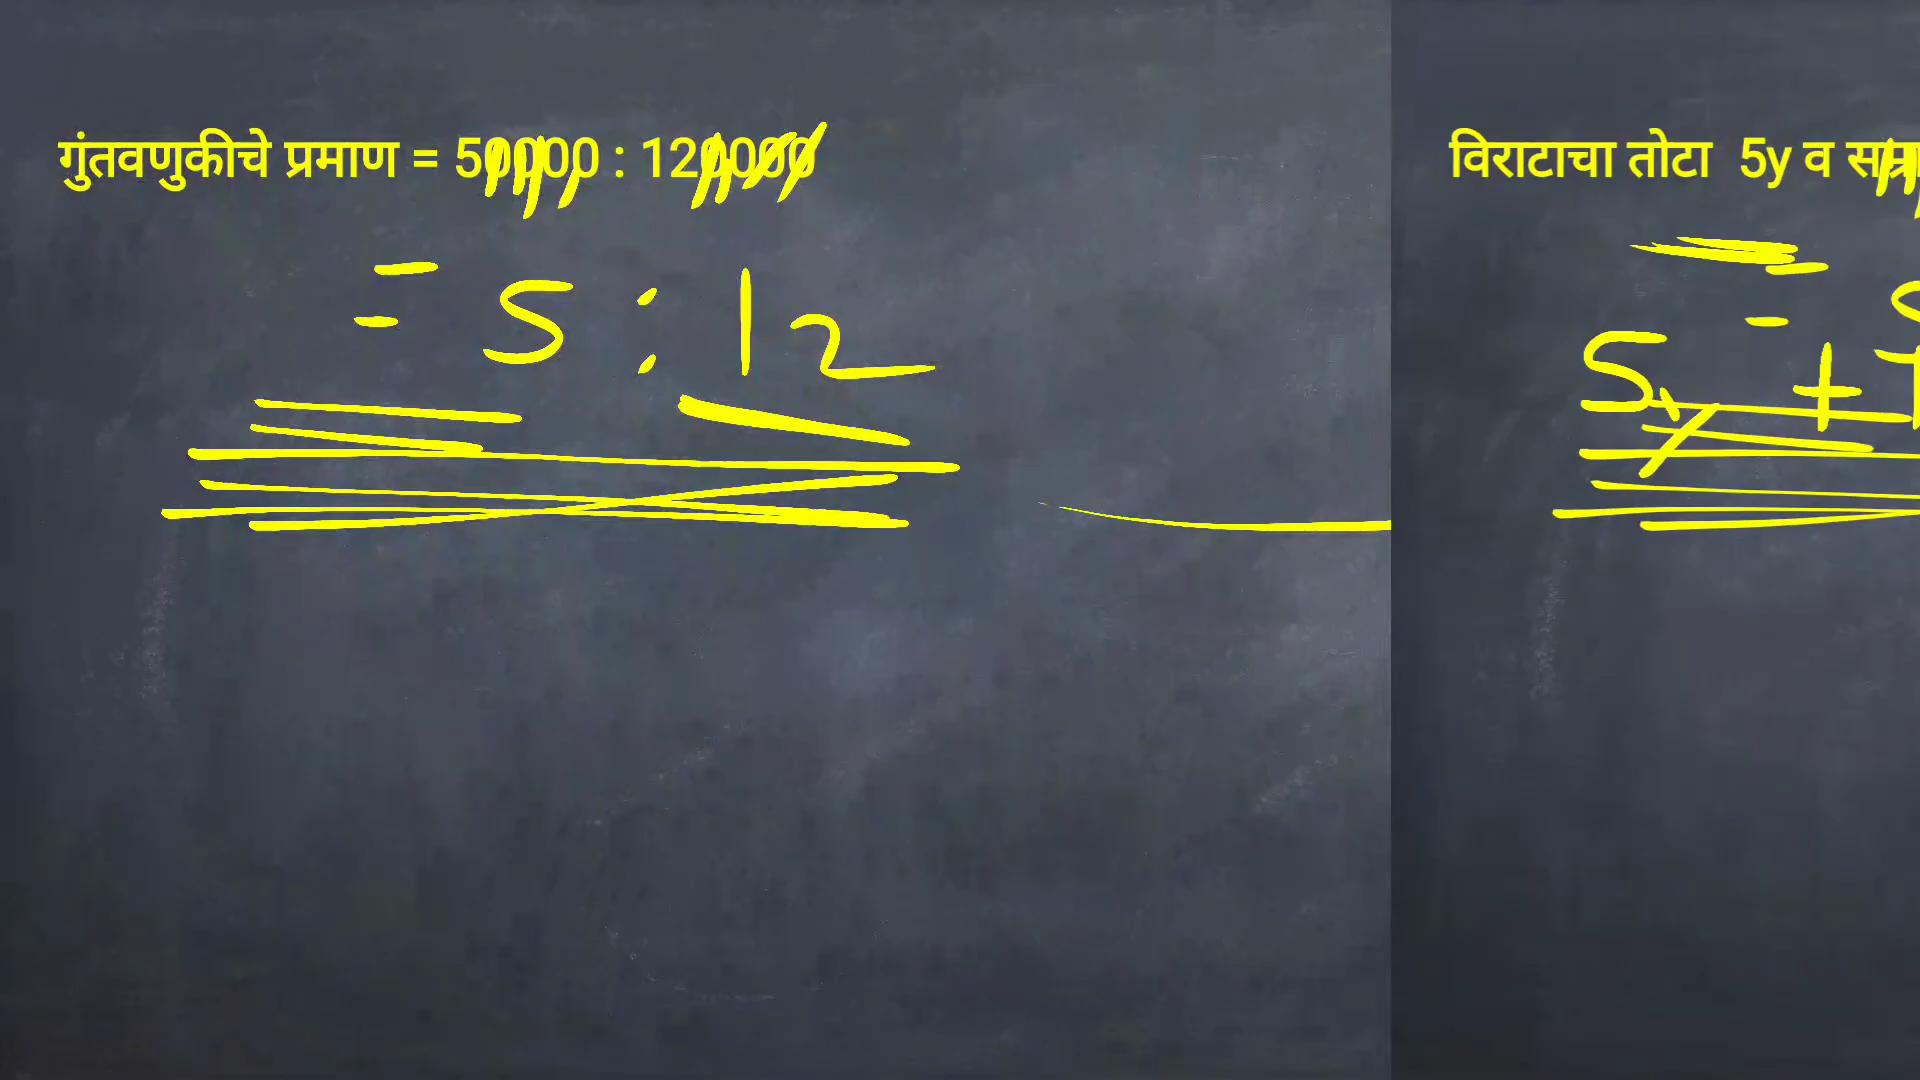 गुंतवणुकीचे प्रमाण = 50000 : 120000
= 5 : 12
विराटाचा तोटा 5y व
=
5y +